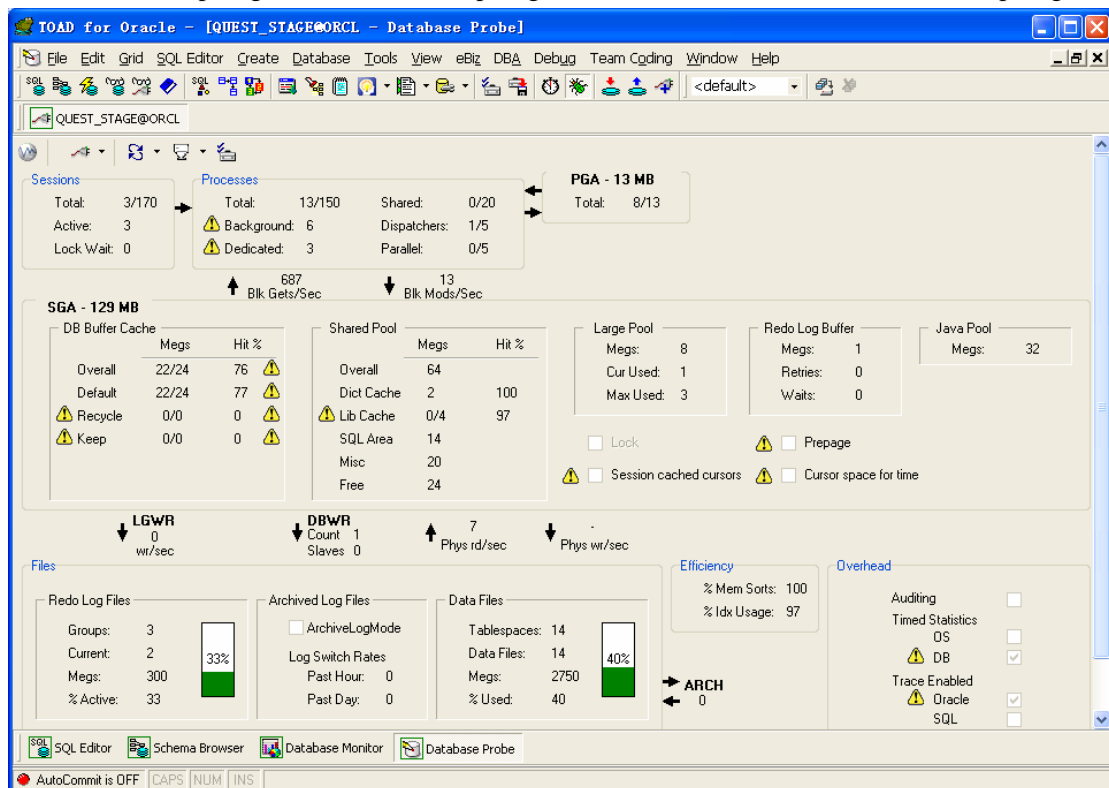 TOAD for Oracle - [QUEST_STAGE@ORCL - Database Probe]
File Edit Grid SQL Editor Create Database Tools View eBiz DBA Debug Team Coding Window Help
SQL SQL <default>
QUEST_STAGE@ORCL
Sessions Processes PGA - 13 MB
Total: 3/170 Total: 13/150 Shared: 0/20 Total: 8/13
Active: 3 Background: 6 Dispatchers: 1/5
Lock Wait: 0 Dedicated: 3 Parallel: 0/5
687 13
Blk Gets/Sec Blk Mods/Sec
SGA - 129 MB
DB Buffer Cache Shared Pool Large Pool Redo Log Buffer Java Pool
Megs Hit % Megs Hit % Megs: 8 Megs: 1 Megs: 32
Overall 22/24 76 Overall 64 Cur Used: 1 Retries: 0
Default 22/24 77 Dict Cache 2 100 Max Used: 3 Waits: 0
Recycle 0/0 0 Lib Cache 0/4 97
Keep 0/0 0 SQL Area 14 Lock Prepage
Misc 20
Free 24 Session cached cursors Cursor space for time
LGWR DBWR
0 Count 1 7 -
wr/sec Slaves 0 Phys rd/sec Phys wr/sec
Files Efficiency Overhead
% Mem Sorts: 100
Redo Log Files Archived Log Files Data Files % Idx Usage: 97 Auditing
Groups: 3 ArchiveLogMode Tablespaces: 14 Timed Statistics
Current: 2 33% Log Switch Rates Data Files: 14 40% OS
Megs: 300 Past Hour: 0 Megs: 2750 DB
% Active: 33 Past Day: 0 % Used: 40 ARCH Trace Enabled
0 Oracle
SQL
SQL SQL Editor Schema Browser Database Monitor Database Probe
AutoCommit is OFF CAPS NUM INS